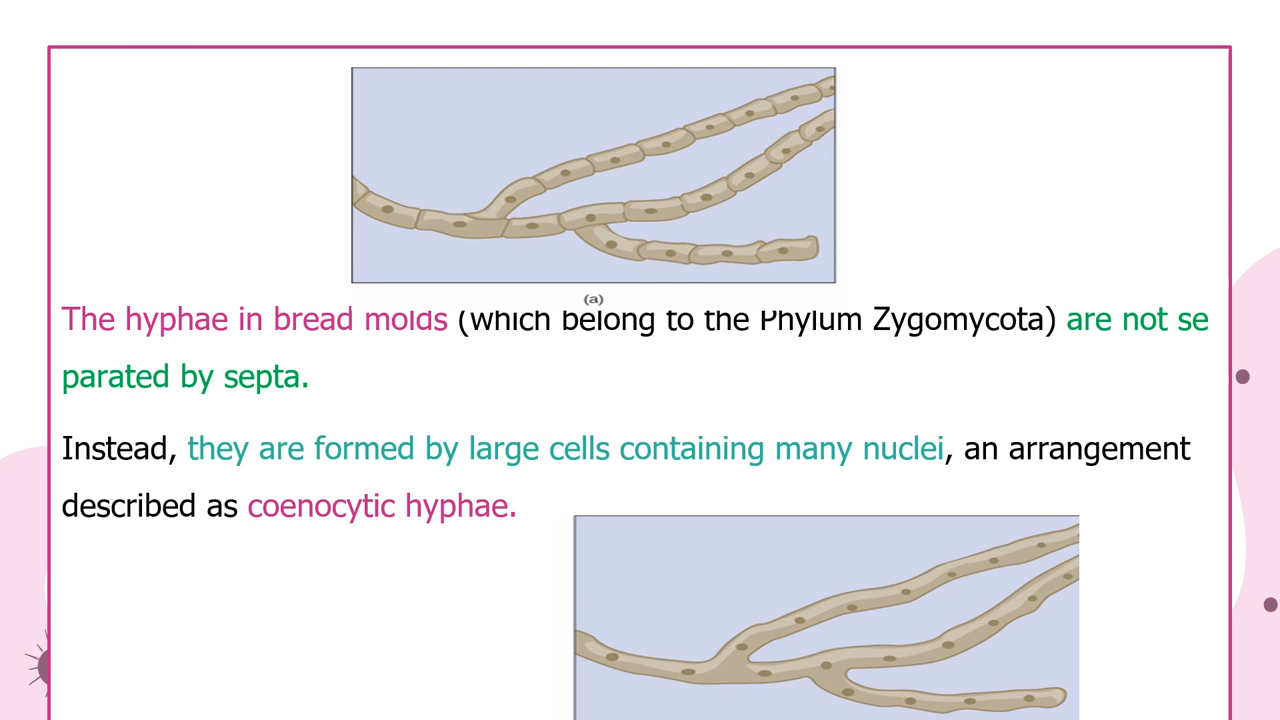 (a)
The hyphae in bread molds (which belong to the Phylum Zygomycota) are not se
parated by septa.
Instead, they are formed by large cells containing many nuclei, an arrangement
described as coenocytic hyphae.